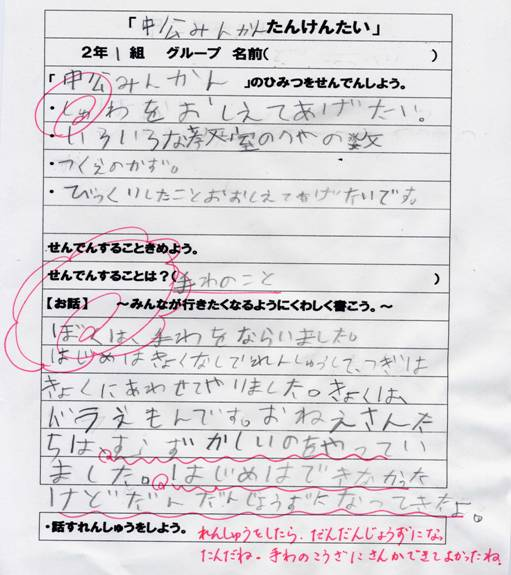 「中公みんかんたんけんたい」
2年1組　グループ　名前(　　　)
「中公みんかん　」のひみつをせんでんしよう。
・しゅわをおしえてあげたい。
・いろいろな教室のへやの数
・つくえのかず。
・びっくりしたことおおしえてあげたいです。
せんでんすることきめよう。
せんでんすることは？(手わのこと　)
【お話】　～みんなが行きたくなるようにくわしく書こう。～
ぼくは、手わをならいました。
はじめはきょくなしでれんしゅうして、つぎは
きょくにあわせてやりました。きょくは、
ドラえもんです。おねえさんた
ちは、むずかしいのをやってい
ました。はじめはできなかった
けどだんだんじょうずになってきたよ。
・話すれんしゅうをしよう。
れんしゅうをしたら、だんだんじょうずになっ
たんだね。手わのこうざにさんかできてよかったね。